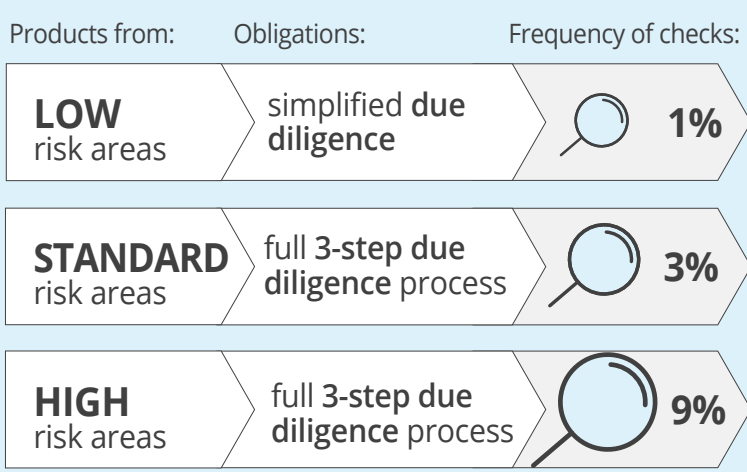 Products from: Obligations: Frequency of checks:
LOW
risk areas
simplified due
diligence
1%
STANDARD
risk areas
full 3-step due
diligence process
3%
HIGH
risk areas
full 3-step due
diligence process
9%